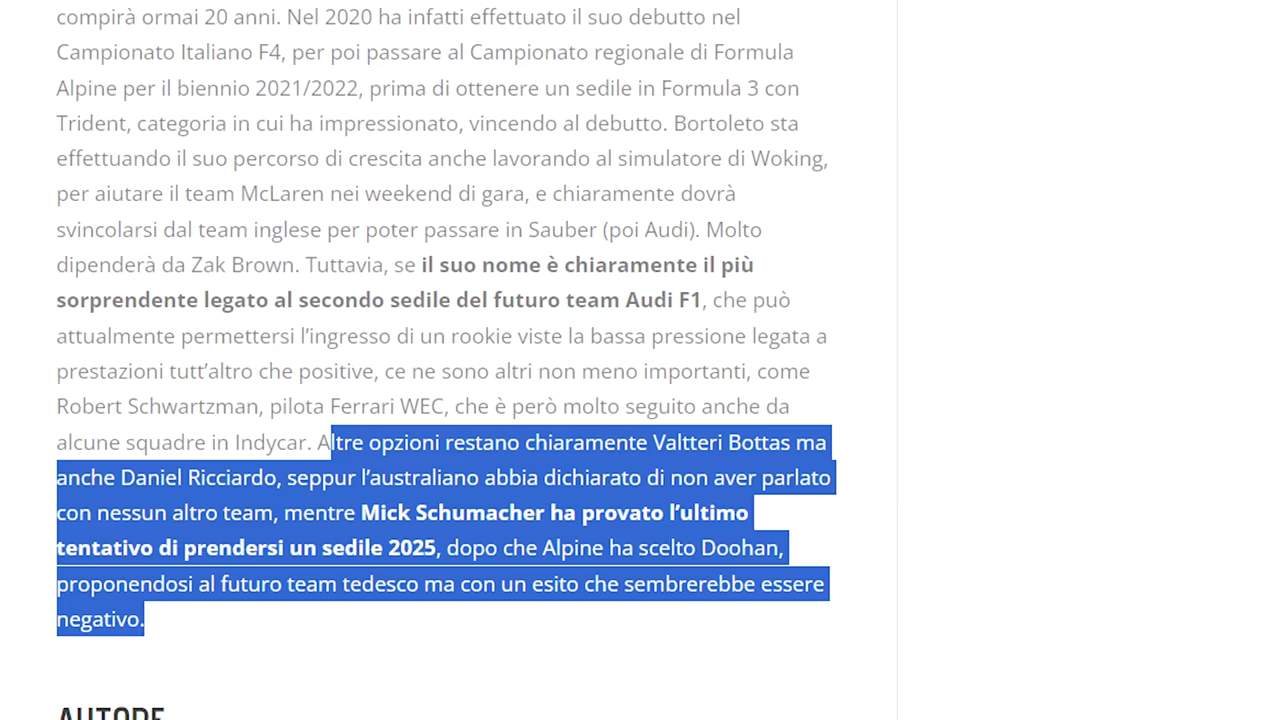 compirà ormai 20 anni. Nel 2020 ha infatti effettuato il suo debutto nel
Campionato Italiano F4, per poi passare al Campionato regionale di Formula
Alpine per il biennio 2021/2022, prima di ottenere un sedile in Formula 3 con
Trident, categoria in cui ha impressionato, vincendo al debutto. Bortoleto sta
effettuando il suo percorso di crescita anche lavorando al simulatore di Woking,
per aiutare il team McLaren nei weekend di gara, e chiaramente dovrà
svincolarsi dal team inglese per poter passare in Sauber (poi Audi). Molto
dipenderà da Zak Brown. Tuttavia, se il suo nome è chiaramente il più
sorprendente legato al secondo sedile del futuro team Audi F1, che può
attualmente permettersi l’ingresso di un rookie viste la bassa pressione legata a
prestazioni tutt’altro che positive, ce ne sono altri non meno importanti, come
Robert Schwartzman, pilota Ferrari WEC, che è però molto seguito anche da
alcune squadre in Indycar. Altre opzioni restano chiaramente Valtteri Bottas ma
anche Daniel Ricciardo, seppur l’australiano abbia dichiarato di non aver parlato
con nessun altro team, mentre Mick Schumacher ha provato l’ultimo
tentativo di prendersi un sedile 2025, dopo che Alpine ha scelto Doohan,
proponendosi al futuro team tedesco ma con un esito che sembrerebbe essere
negativo.
AUTORE